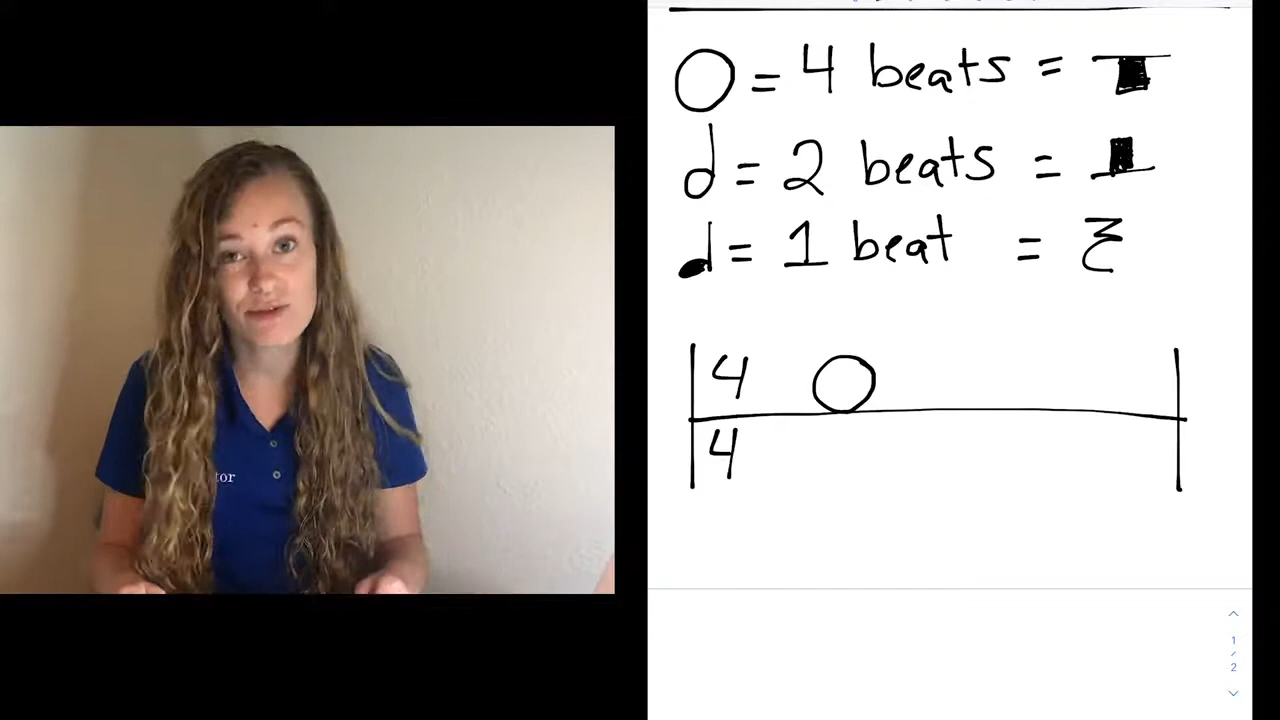 = 4 beats =
= 2 beats =
= 1 beat =
4
4
tor
1
/
2